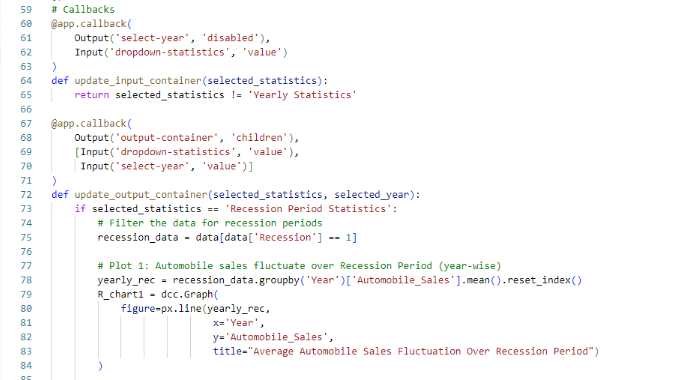 59 # Callbacks
60 @app.callback(
61     Output('select-year', 'disabled'),
62     Input('dropdown-statistics', 'value')
63 )
64 def update_input_container(selected_statistics):
65     return selected_statistics != 'Yearly Statistics'
66
67 @app.callback(
68     Output('output-container', 'children'),
69     [Input('dropdown-statistics', 'value'),
70      Input('select-year', 'value')]
71 )
72 def update_output_container(selected_statistics, selected_year):
73     if selected_statistics == 'Recession Period Statistics':
74         # Filter the data for recession periods
75         recession_data = data[data['Recession'] == 1]
76
77         # Plot 1: Automobile sales fluctuate over Recession Period (year-wise)
78         yearly_rec = recession_data.groupby('Year')['Automobile_Sales'].mean().reset_index()
79         R_chart1 = dcc.Graph(
80             figure=px.line(yearly_rec,
81                            x='Year',
82                            y='Automobile_Sales',
83                            title="Average Automobile Sales Fluctuation Over Recession Period")
84         )
85